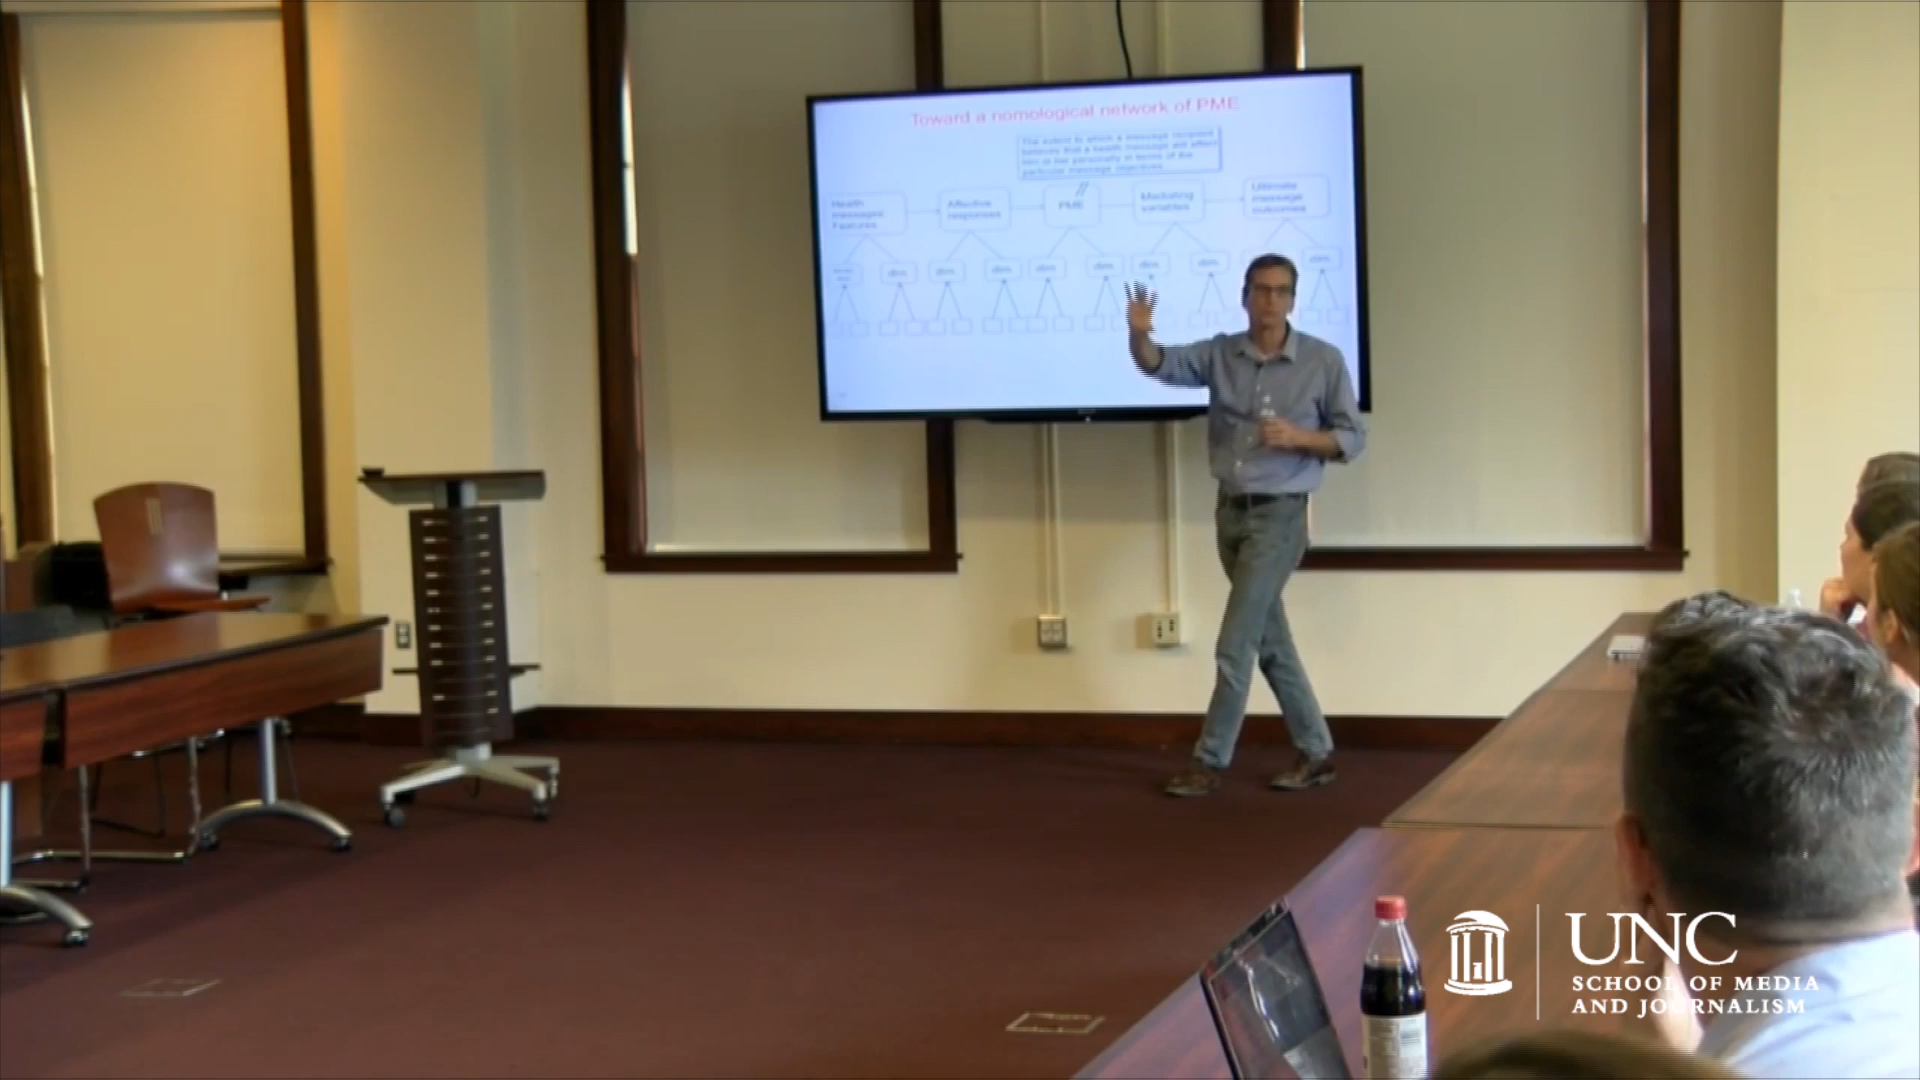 Toward a nomological network of PME
The extent to which a message recipient
believes that a health message will affect
him or her personally in terms of the
particular message objectives
Health
messages
Features
Affective
responses
PME
Mediating
variables
Ultimate
message
outcomes
dim.
dim.
dim.
dim.
dim.
dim.
dim.
dim.
UNC
SCHOOL OF MEDIA
AND JOURNALISM